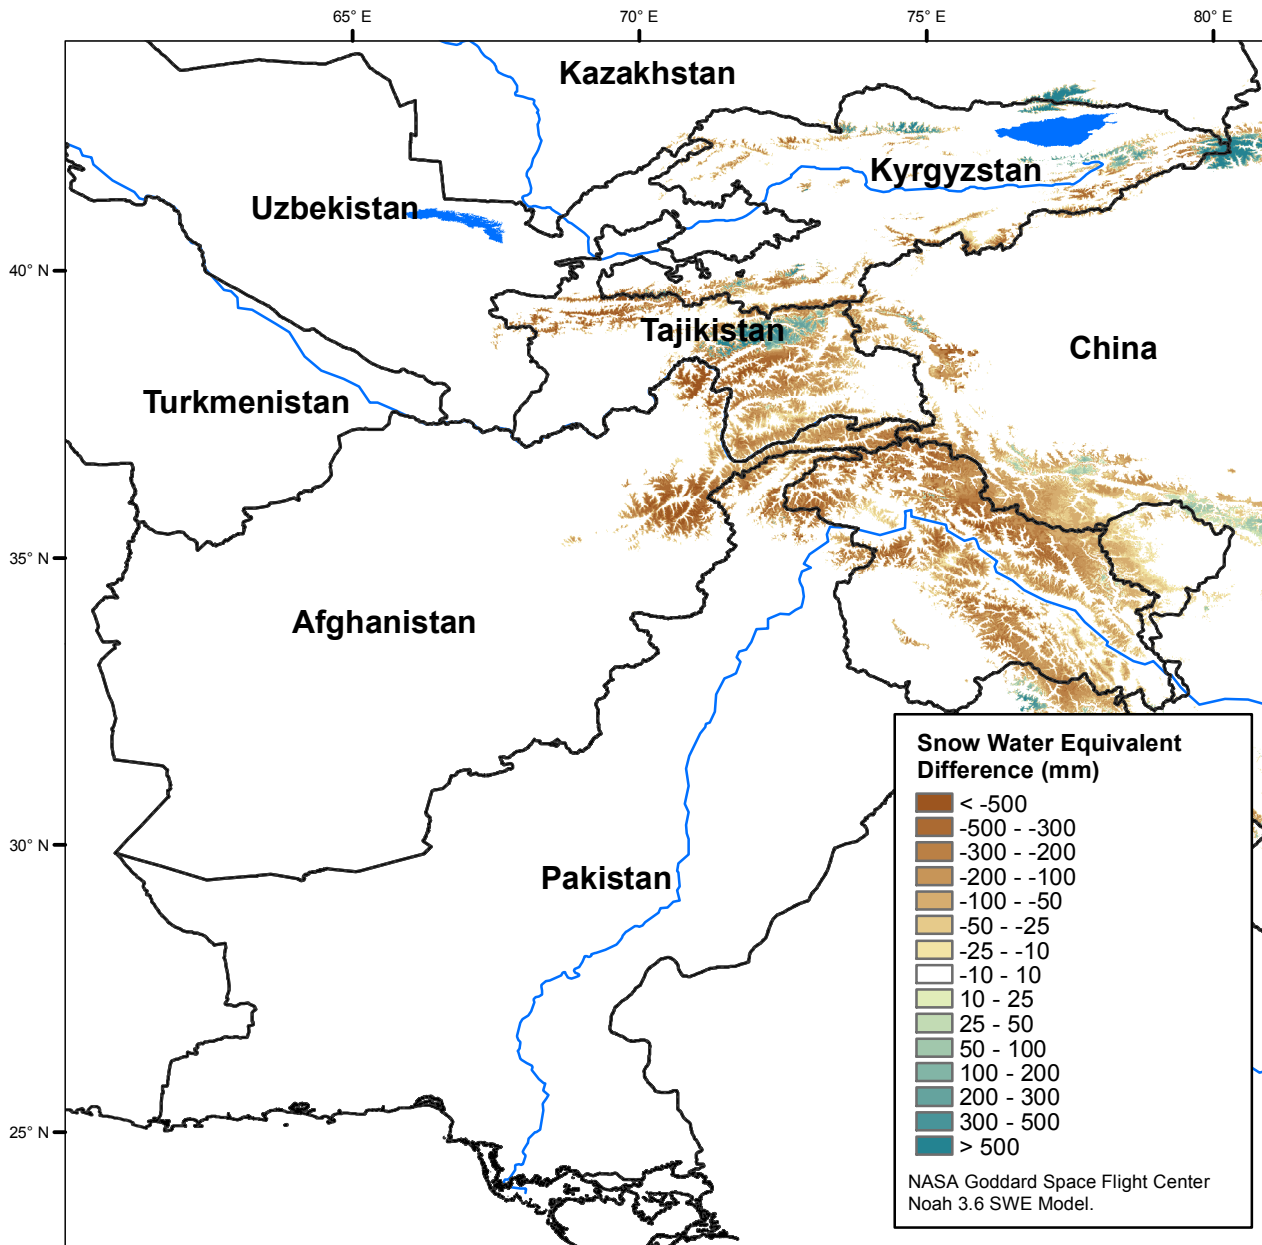 65° E
70° E
75° E
80° E
Kazakhstan
Kyrgyzstan
Uzbekistan
40° N
Tajikistan
China
Turkmenistan
35° N
Afghanistan
Snow Water Equivalent
Difference (mm)
< -500
-500 - -300
-300 - -200
-200 - -100
-100 - -50
-50 - -25
-25 - -10
-10 - 10
10 - 25
25 - 50
50 - 100
100 - 200
200 - 300
300 - 500
> 500
NASA Goddard Space Flight Center
Noah 3.6 SWE Model.
30° N
Pakistan
25° N